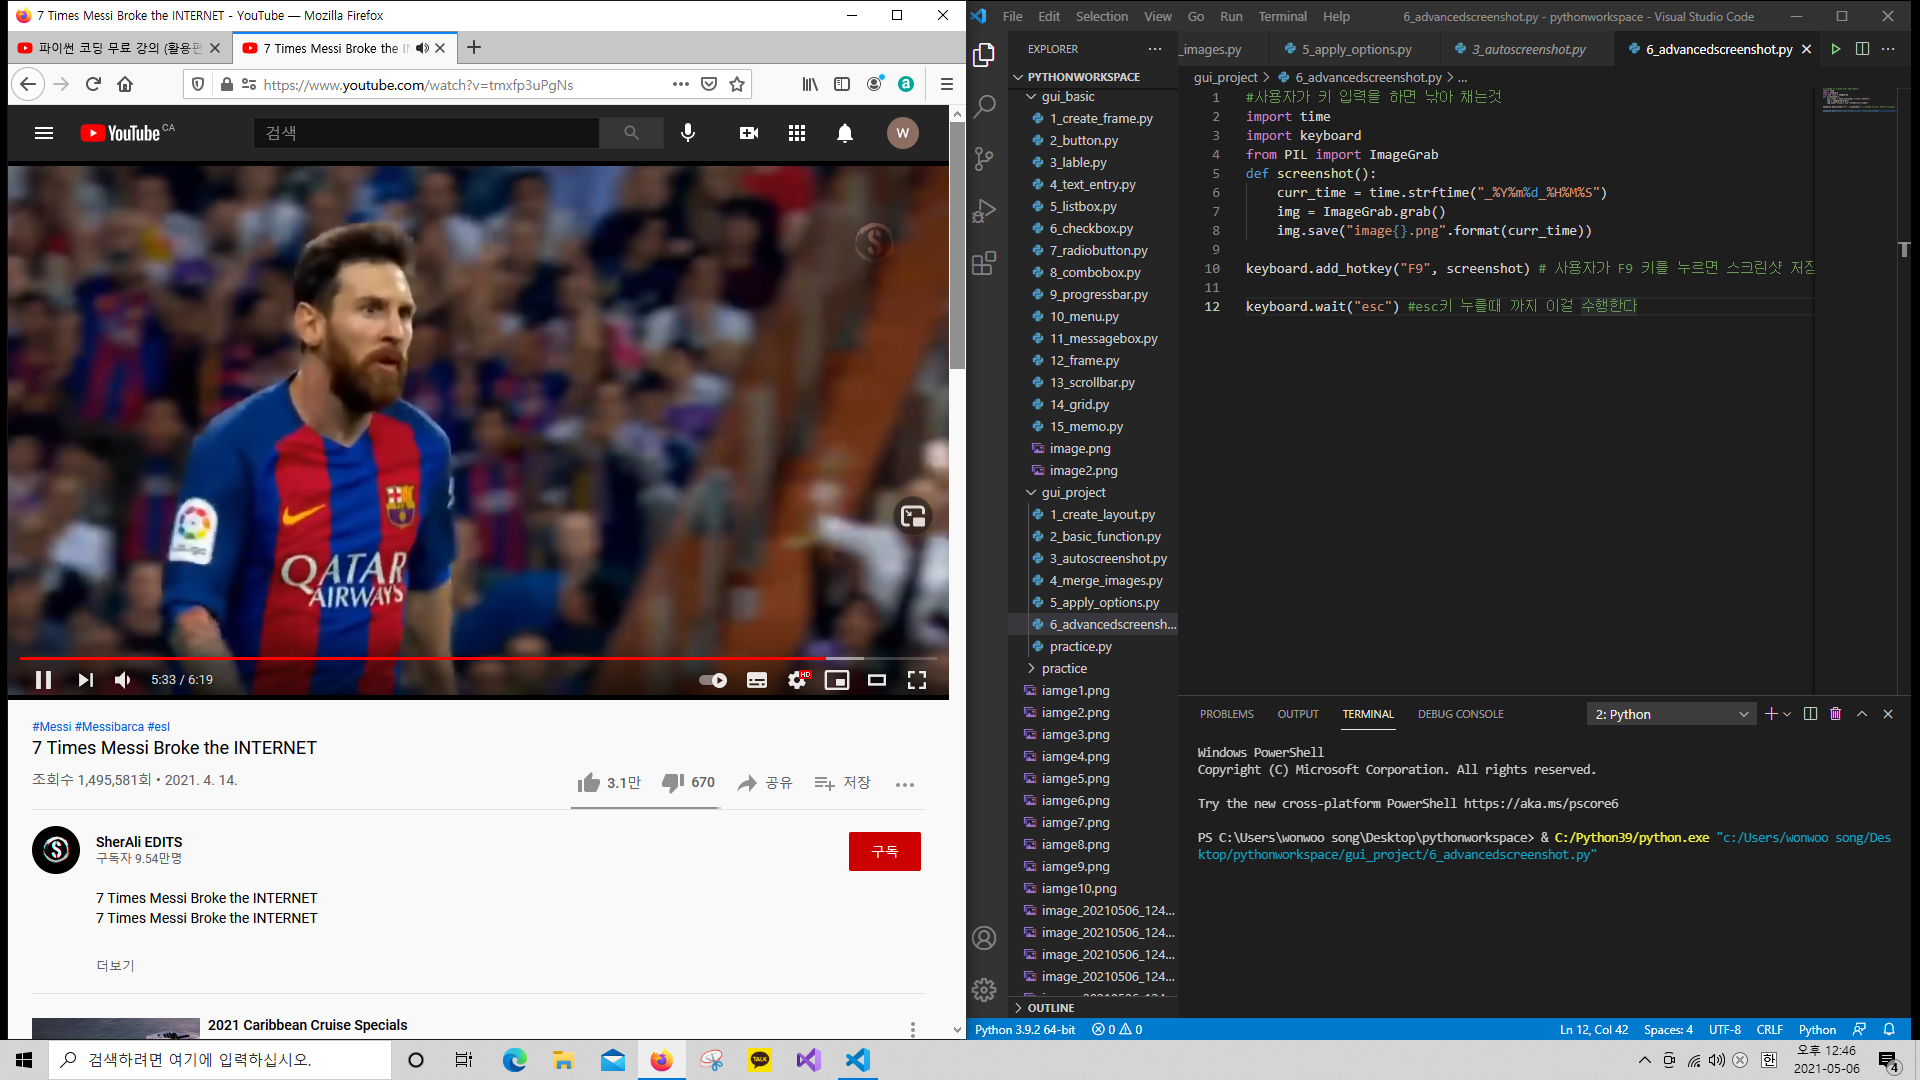 7 Times Messi Broke the INTERNET - YouTube — Mozilla Firefox
파이썬 코딩 무료 강의 (활용편
7 Times Messi Broke the IN
https://www.youtube.com/watch?v=tmxfp3uPgNs
YouTube CA
검색
W
QATAR
AIRWAYS
5:33 / 6:19
HD
#Messi #Messibarca #esl
7 Times Messi Broke the INTERNET
조회수 1,495,581회 • 2021. 4. 14.
3.1만
670
공유
저장
SherAli EDITS
구독자 9.54만명
구독
7 Times Messi Broke the INTERNET
7 Times Messi Broke the INTERNET
더보기
2021 Caribbean Cruise Specials
File Edit Selection View Go Run Terminal Help
6_advancedscreenshot.py - pythonworkspace - Visual Studio Code
EXPLORER
PYTHONWORKSPACE
gui_basic
1_create_frame.py
2_button.py
3_lable.py
4_text_entry.py
5_listbox.py
6_checkbox.py
7_radiobutton.py
8_combobox.py
9_progressbar.py
10_menu.py
11_messagebox.py
12_frame.py
13_scrollbar.py
14_grid.py
15_memo.py
image.png
image2.png
gui_project
1_create_layout.py
2_basic_function.py
3_autoscreenshot.py
4_merge_images.py
5_apply_options.py
6_advancedscreensh...
practice.py
practice
iamge1.png
iamge2.png
iamge3.png
iamge4.png
iamge5.png
iamge6.png
iamge7.png
iamge8.png
iamge9.png
iamge10.png
image_20210506_124...
image_20210506_124...
image_20210506_124...
image_20210506_124...
OUTLINE
_images.py
5_apply_options.py
3_autoscreenshot.py
6_advancedscreenshot.py
gui_project > 6_advancedscreenshot.py > ...
1 #사용자가 키 입력을 하면 낚아 채는것
2 import time
3 import keyboard
4 from PIL import ImageGrab
5 def screenshot():
6 curr_time = time.strftime("_%Y%m%d_%H%M%S")
7 img = ImageGrab.grab()
8 img.save("image{}.png".format(curr_time))
9
10 keyboard.add_hotkey("F9", screenshot) # 사용자가 F9 키를 누르면 스크린샷 저장
11
12 keyboard.wait("esc") #esc키 누를때 까지 이걸 수행한다
PROBLEMS OUTPUT TERMINAL DEBUG CONSOLE
2: Python
Windows PowerShell
Copyright (C) Microsoft Corporation. All rights reserved.
Try the new cross-platform PowerShell https://aka.ms/pscore6
PS C:\Users\wonwoo song\Desktop\pythonworkspace> & C:/Python39/python.exe "c:/Users/wonwoo song/Des
ktop/pythonworkspace/gui_project/6_advancedscreenshot.py"
Python 3.9.2 64-bit
0
0
Ln 12, Col 42
Spaces: 4
UTF-8
CRLF
Python
검색하려면 여기에 입력하십시오.
TALK
한
오후 12:46
2021-05-06
4